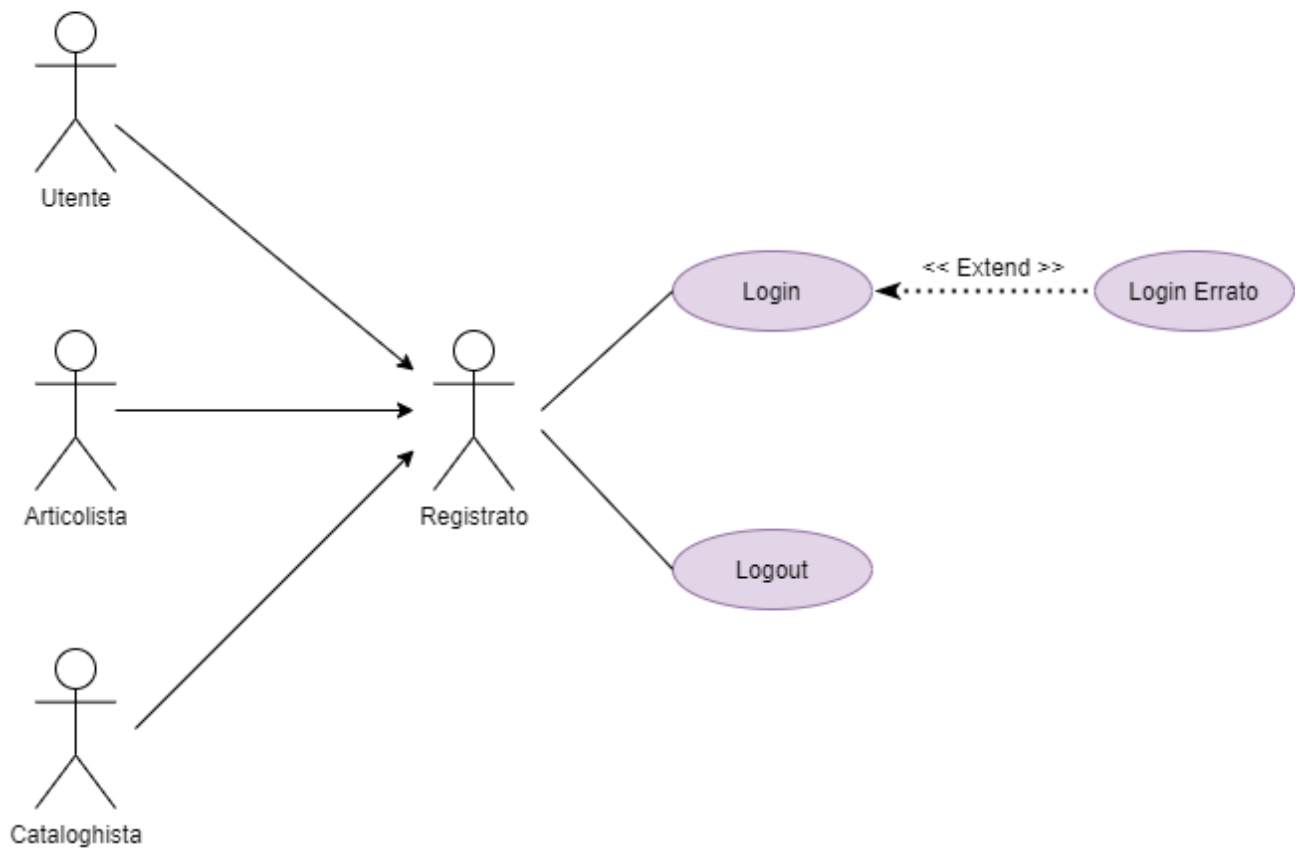 Utente
<< Extend >>
Login
Login Errato
Articolista
Registrato
Logout
Cataloghista